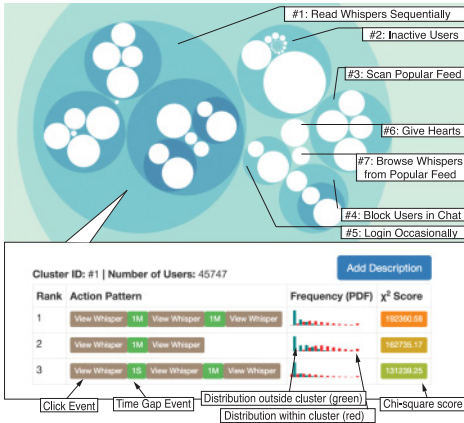 #1: Read Whispers Sequentially
#2: Inactive Users
#3: Scan Popular Feed
#6: Give Hearts
#7: Browse Whispers
from Popular Feed
#4: Block Users in Chat
#5: Login Occasionally
Add Description
Cluster ID: #1 | Number of Users: 45747
Rank Action Pattern Frequency (PDF) χ² Score
1 View Whisper 1M View Whisper 1M View Whisper 192360.58
2 View Whisper 1M View Whisper 162735.17
3 View Whisper 1S View Whisper 1M View Whisper 131239.25
Click Event Time Gap Event Distribution outside cluster (green) Chi-square score
Distribution within cluster (red)